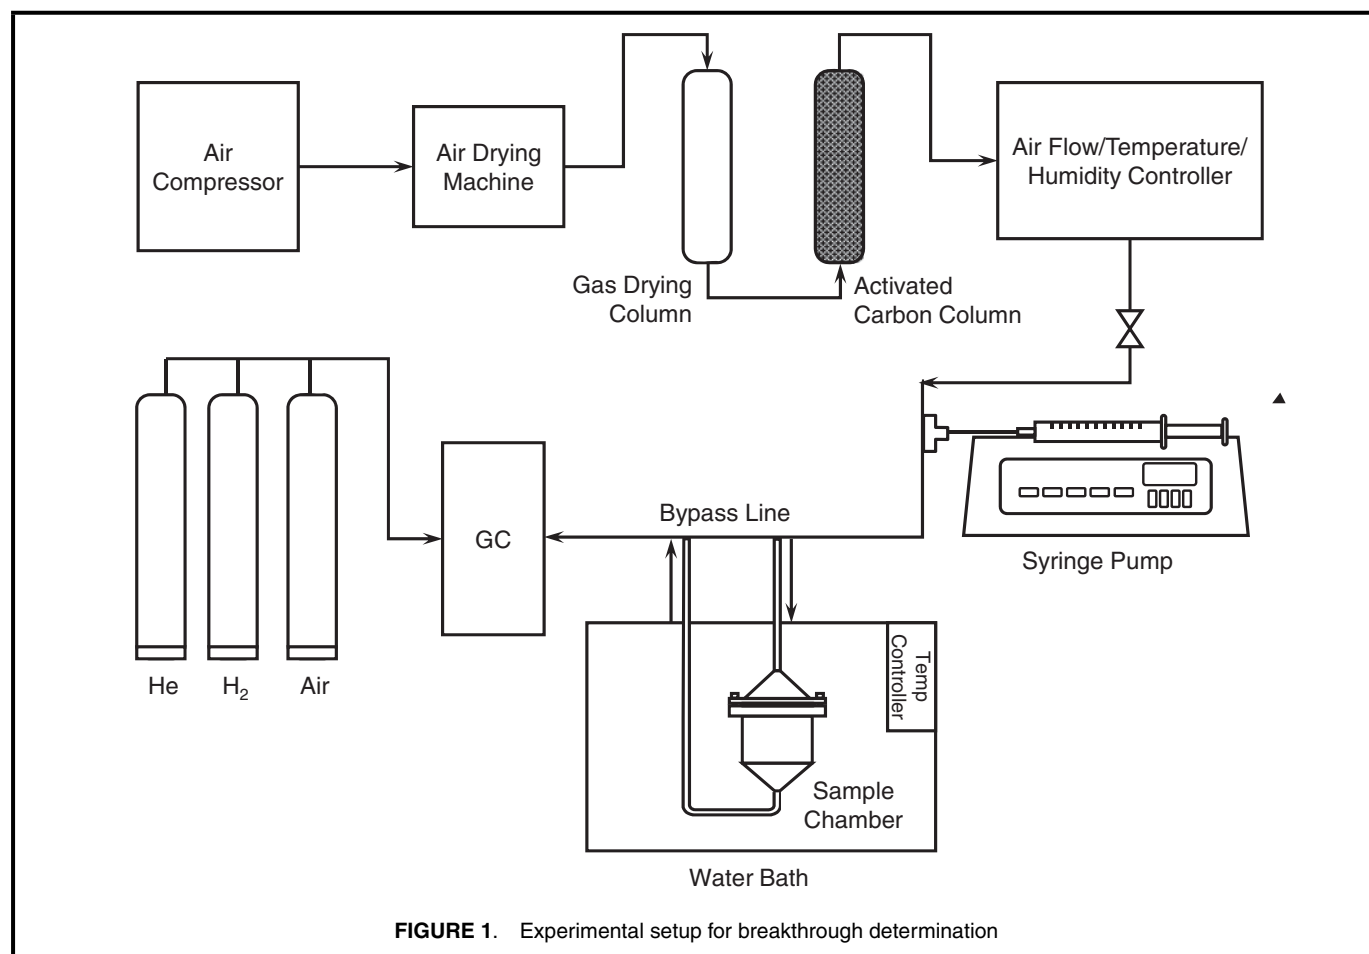 Air
Compressor
Air Drying
Machine
Gas Drying
Column
Activated
Carbon Column
Air Flow/Temperature/
Humidity Controller
He
H₂
Air
GC
Bypass Line
Syringe Pump
Temp
Controller
Sample
Chamber
Water Bath
FIGURE 1. Experimental setup for breakthrough determination